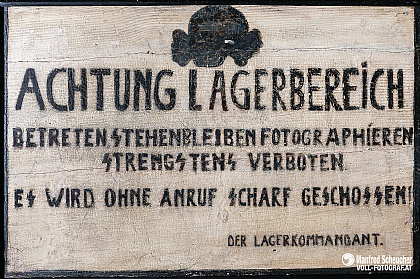 ACHTUNG LAGERBEREICH
BETRETEN, STEHENBLEIBEN FOTOGRAPHIEREN
STRENGSTENS VERBOTEN
ES WIRD OHNE ANRUF SCHARF GESCHOSSEN!
DER LAGERKOMMANDANT.
Manfred Scheucher
VOLL-FOTOGRAF.AT